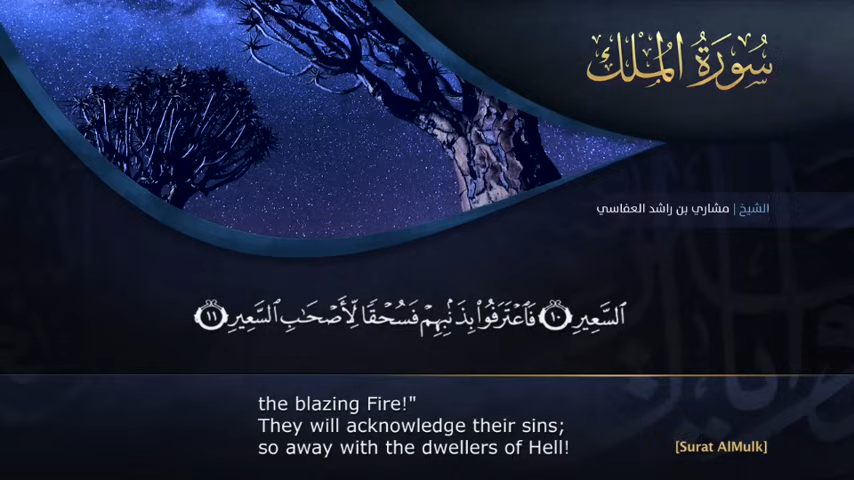 سُورَةُ المُلْك
الشيخ | مشاري بن راشد العفاسي
ٱلسَّعِيرِ ١٠ فَٱعْتَرَفُوا۟ بِذَنۢبِهِمْ فَسُحْقًا لِّأَصْحَٰبِ ٱلسَّعِيرِ ١١
the blazing Fire!"
They will acknowledge their sins;
so away with the dwellers of Hell!
[Surat AlMulk]